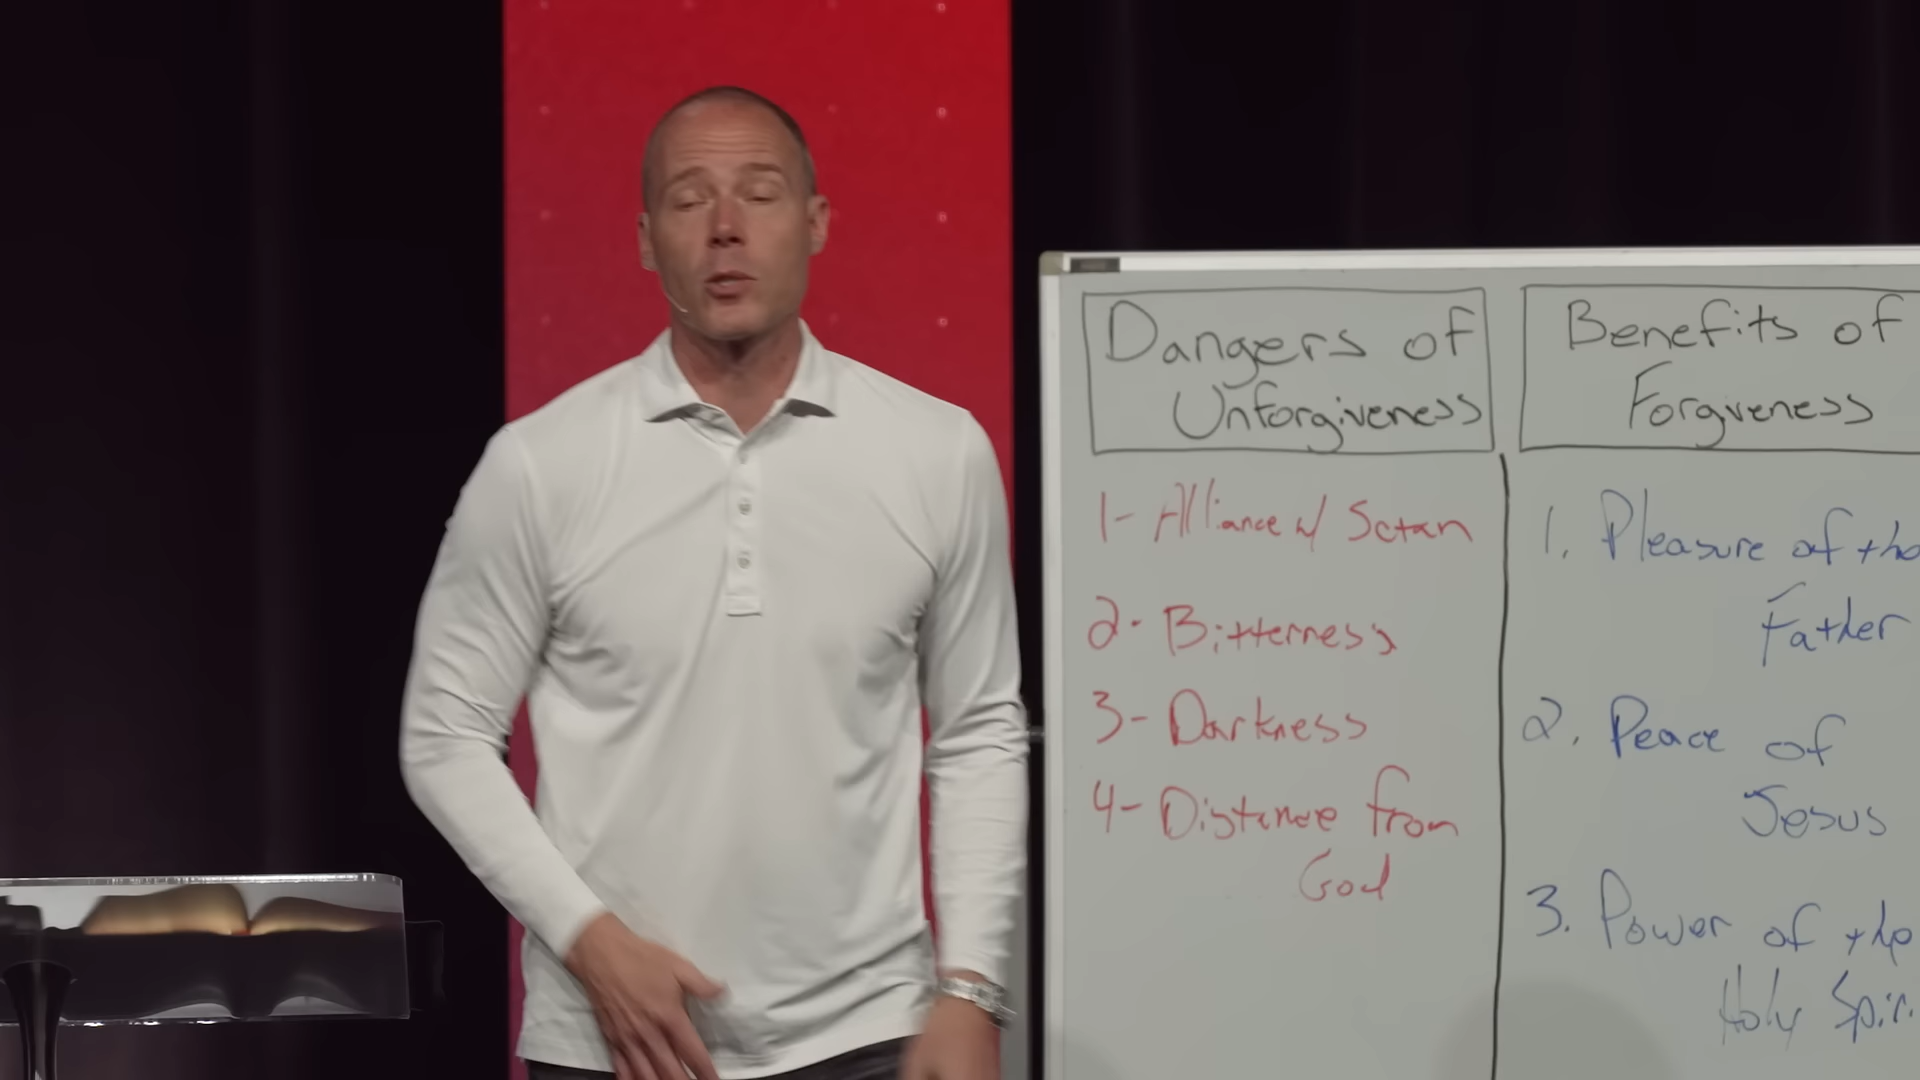 Dangers of
Unforgiveness
1- Alliance w/ Satan
2- Bitterness
3- Darkness
4- Distance from
God
Benefits of
Forgiveness
1. Pleasure of the
Father
2. Peace of
Jesus
3. Power of the
Holy Spir